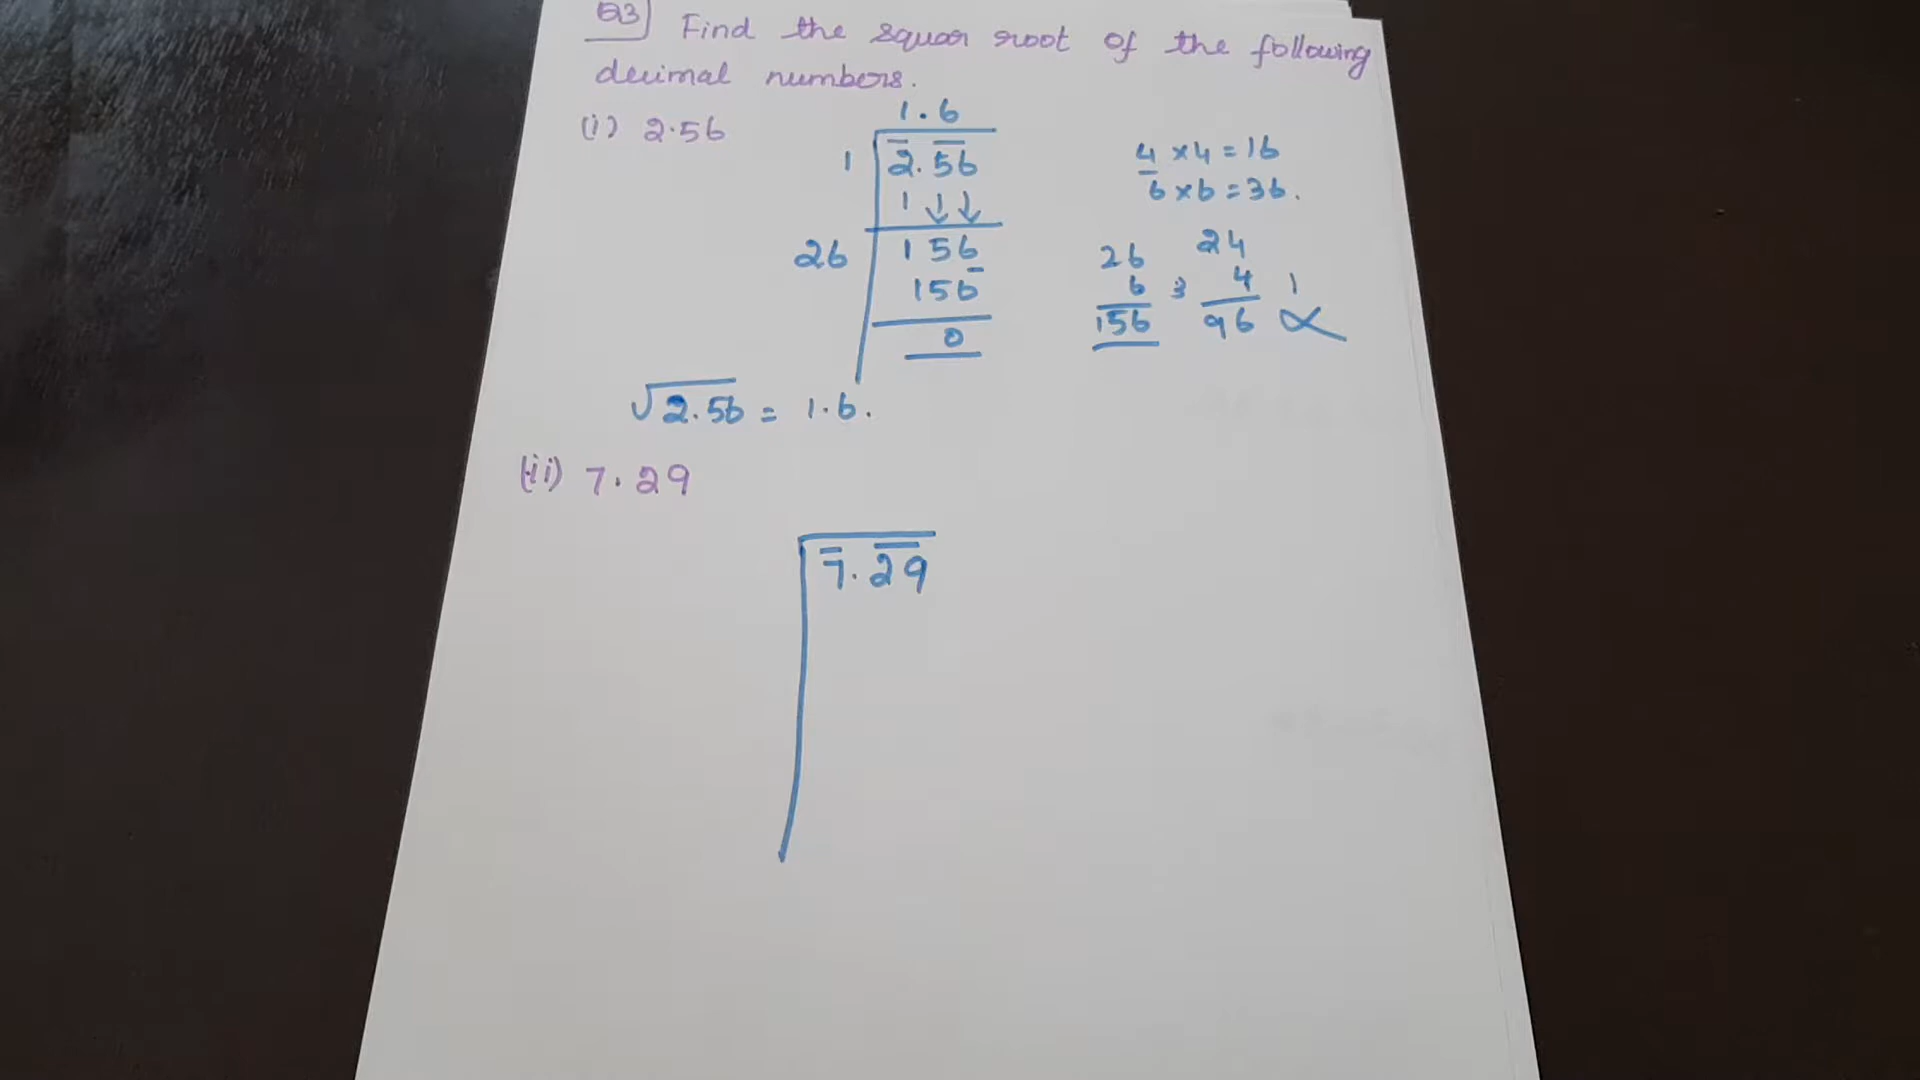 Q3 Find the squar root of the following
decimal numbers.
(i) 2.56
1.6
1 2.56
1
26 156
156
0
4 x4 = 16
6 x6 = 36.
26
6
156
24
4
96
√2.56 = 1.6.
(ii) 7.29
7.29